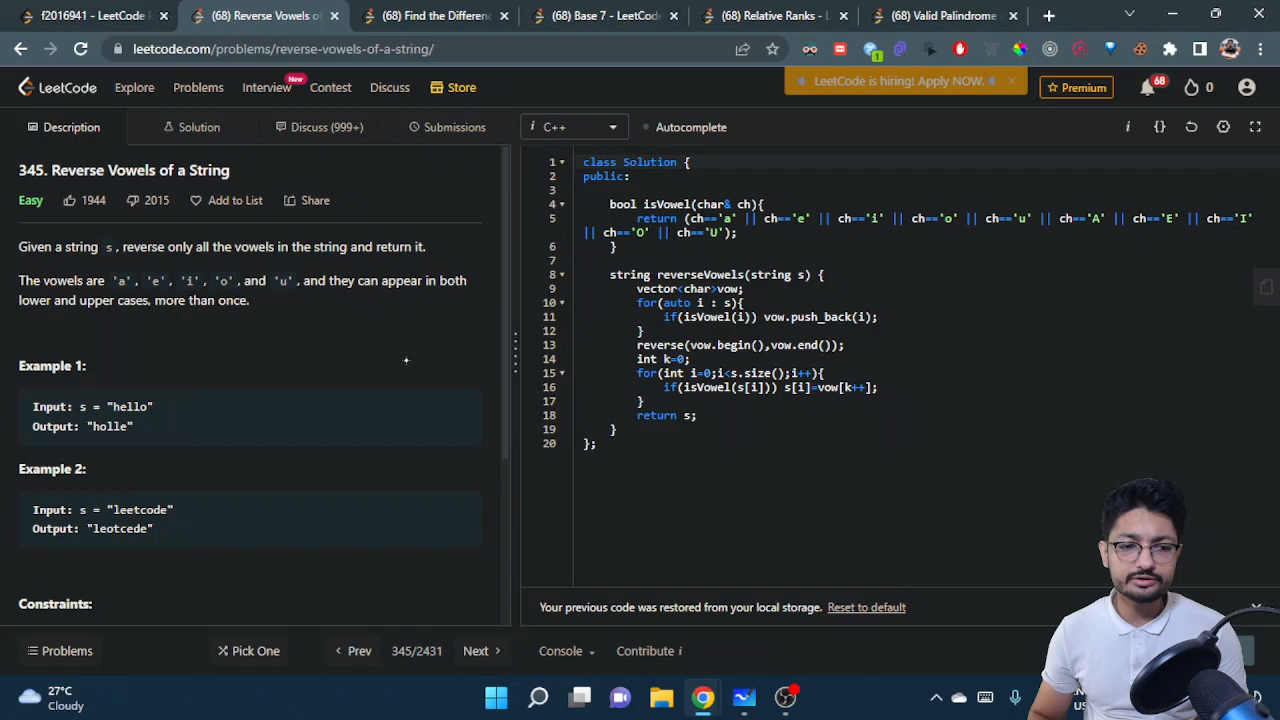 f2016941 - LeetCode P
(68) Reverse Vowels o
(68) Find the Differenc
(68) Base 7 - LeetCod
(68) Relative Ranks - L
(68) Valid Palindrome
leetcode.com/problems/reverse-vowels-of-a-string/
LeetCode Explore Problems Interview New Contest Discuss Store
LeetCode is hiring! Apply NOW.
Premium 68 0
Description Solution Discuss (999+) Submissions
i C++ Autocomplete
345. Reverse Vowels of a String
Easy 1944 2015 Add to List Share
Given a string s, reverse only all the vowels in the string and return it.
The vowels are 'a', 'e', 'i', 'o', and 'u', and they can appear in both
lower and upper cases, more than once.
Example 1:
Input: s = "hello"
Output: "holle"
Example 2:
Input: s = "leetcode"
Output: "leotcede"
Constraints:
1 class Solution {
2 public:
3
4 bool isVowel(char& ch){
5 return (ch=='a' || ch=='e' || ch=='i' || ch=='o' || ch=='u' || ch=='A' || ch=='E' || ch=='I'
|| ch=='O' || ch=='U');
6 }
7
8 string reverseVowels(string s) {
9 vector<char>vow;
10 for(auto i : s){
11 if(isVowel(i)) vow.push_back(i);
12 }
13 reverse(vow.begin(),vow.end());
14 int k=0;
15 for(int i=0;i<s.size();i++){
16 if(isVowel(s[i])) s[i]=vow[k++];
17 }
18 return s;
19 }
20 };
Your previous code was restored from your local storage. Reset to default
Problems Pick One Prev 345/2431 Next Console Contribute i
27°C
Cloudy
US